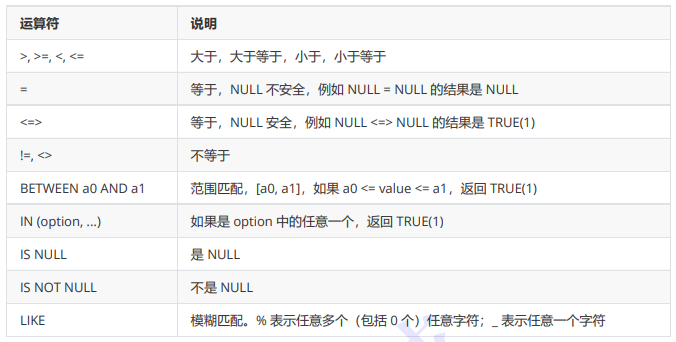 运算符 说明
>, >=, <, <= 大于，大于等于，小于，小于等于
= 等于，NULL 不安全，例如 NULL = NULL 的结果是 NULL
<=> 等于，NULL 安全，例如 NULL <=> NULL 的结果是 TRUE(1)
!=, <> 不等于
BETWEEN a0 AND a1 范围匹配，[a0, a1]，如果 a0 <= value <= a1，返回 TRUE(1)
IN (option, ...) 如果是 option 中的任意一个，返回 TRUE(1)
IS NULL 是 NULL
IS NOT NULL 不是 NULL
LIKE 模糊匹配。% 表示任意多个（包括 0 个）任意字符；_ 表示任意一个字符